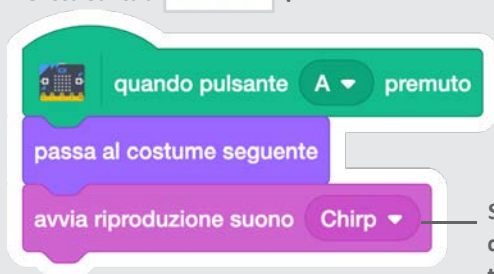 quando pulsante A premuto
passa al costume seguente
avvia riproduzione suono Chirp